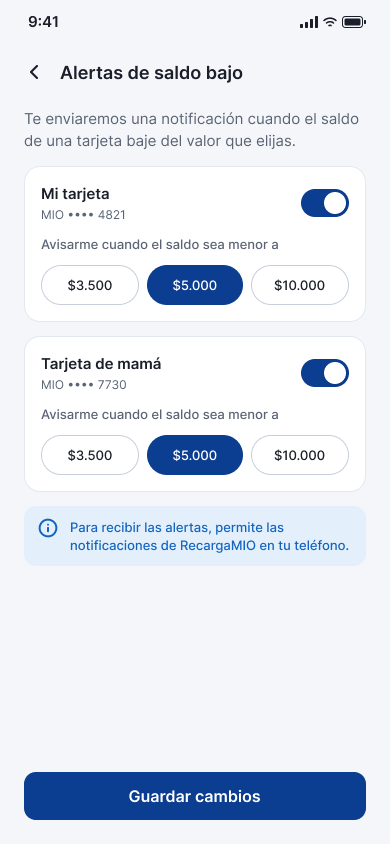 9:41
Alertas de saldo bajo
Te enviaremos una notificación cuando el saldo
de una tarjeta baje del valor que elijas.
Mi tarjeta
MIO •••• 4821
Avisarme cuando el saldo sea menor a
$3.500 $5.000 $10.000
Tarjeta de mamá
MIO •••• 7730
Avisarme cuando el saldo sea menor a
$3.500 $5.000 $10.000
Para recibir las alertas, permite las
notificaciones de RecargaMIO en tu teléfono.
Guardar cambios